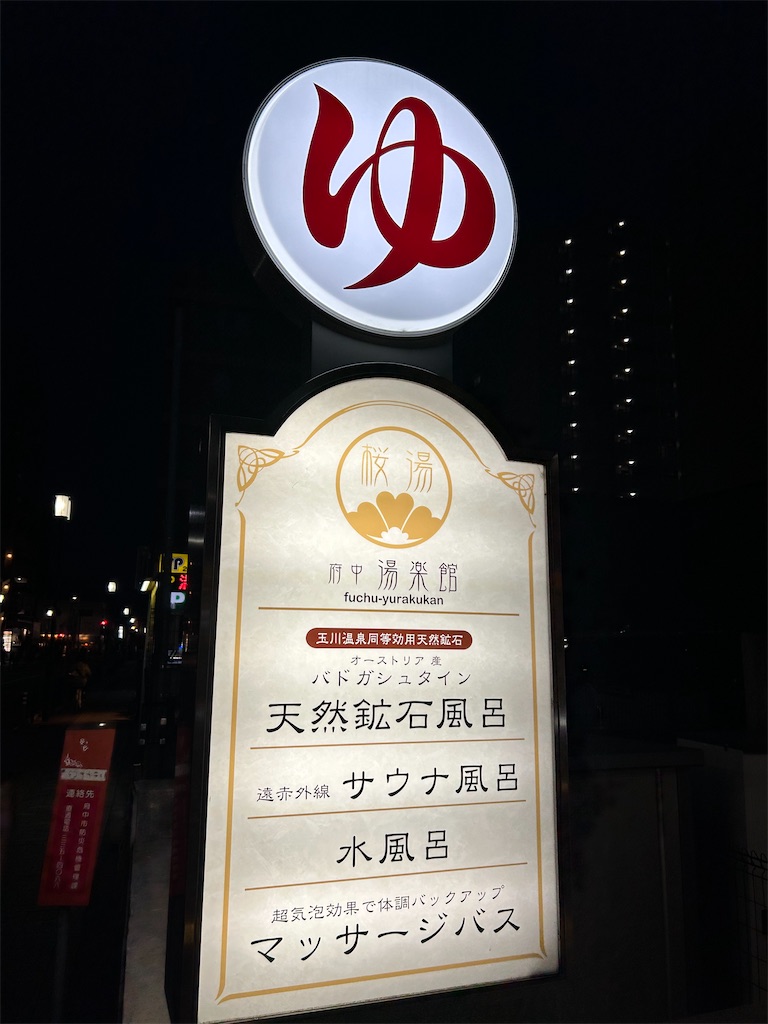 ゆ
桜湯
府中 湯楽館
fuchu-yurakukan
玉川温泉同等効用天然鉱石
オーストリア 産
バドガシュタイン
天然鉱石風呂
遠赤外線 サウナ風呂
水風呂
超気泡効果で体調バックアップ
マッサージバス
P
P
連絡先